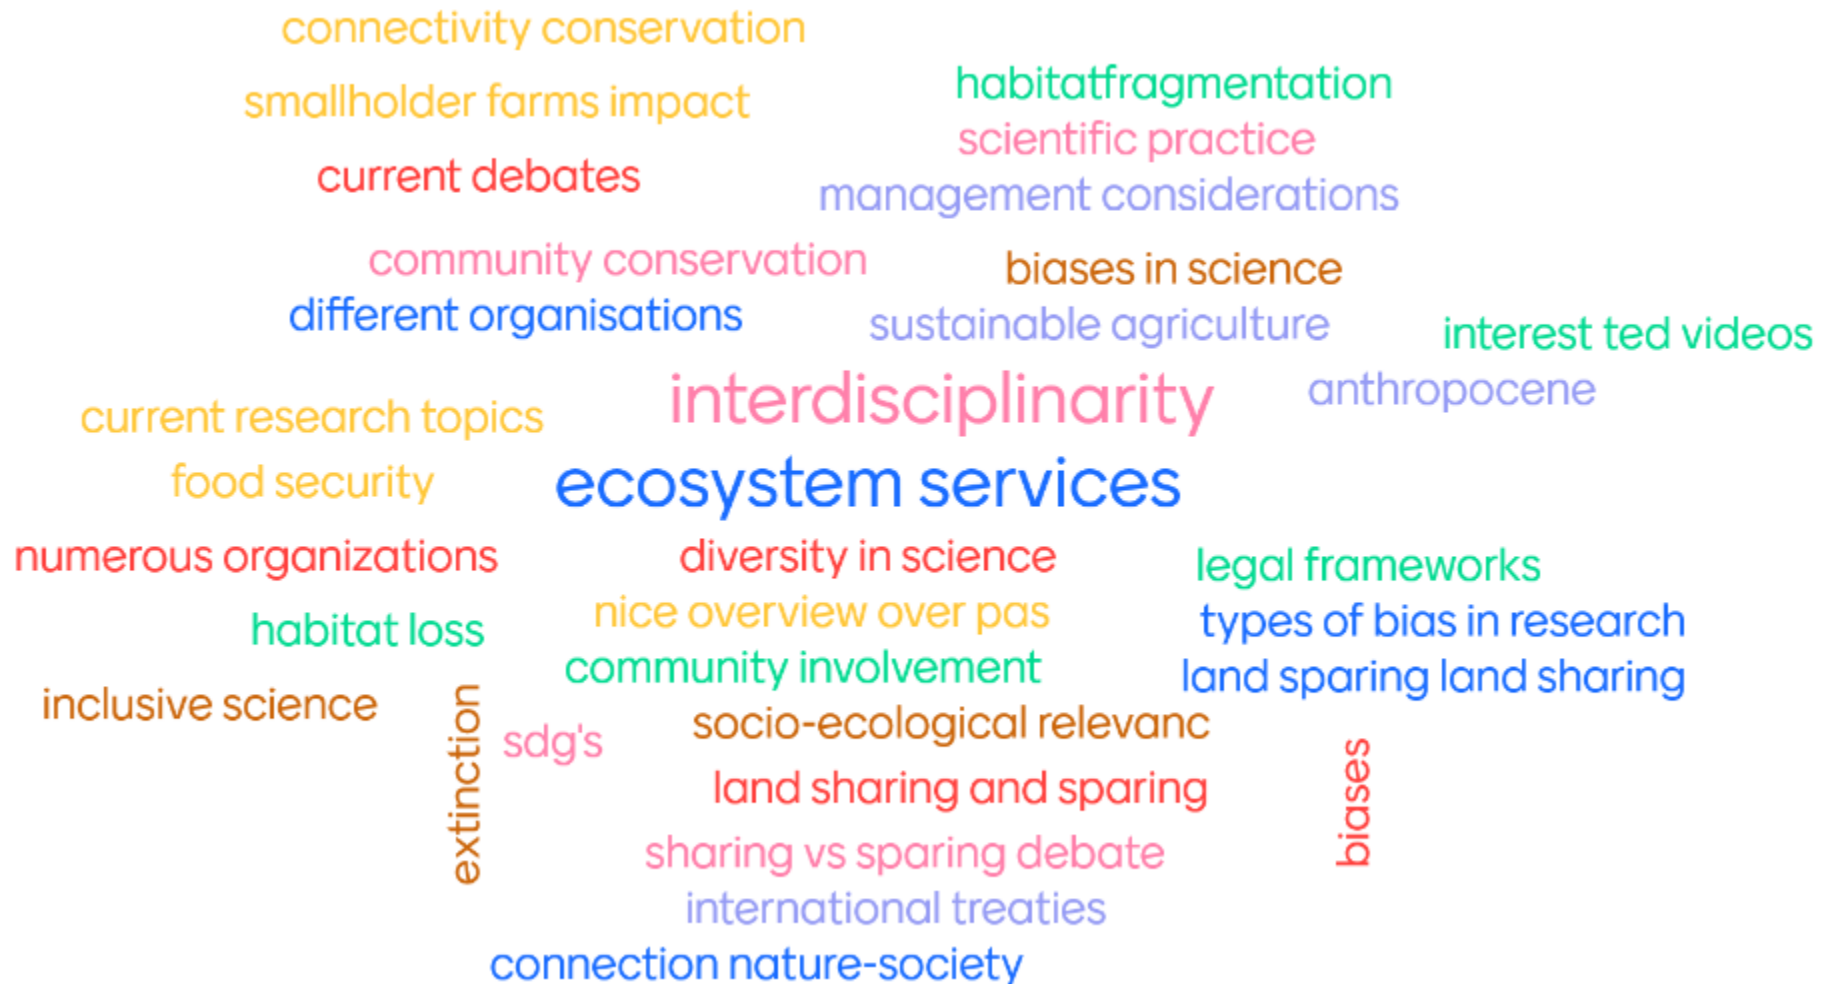 connectivity conservation
habitatfragmentation
smallholder farms impact
scientific practice
current debates
management considerations
community conservation
biases in science
different organisations
sustainable agriculture
interest ted videos
interdisciplinarity
anthropocene
current research topics
food security
ecosystem services
numerous organizations
diversity in science
legal frameworks
nice overview over pas
types of bias in research
habitat loss
community involvement
land sparing land sharing
inclusive science
extinction
sdg's
socio-ecological relevanc
land sharing and sparing
biases
sharing vs sparing debate
international treaties
connection nature-society